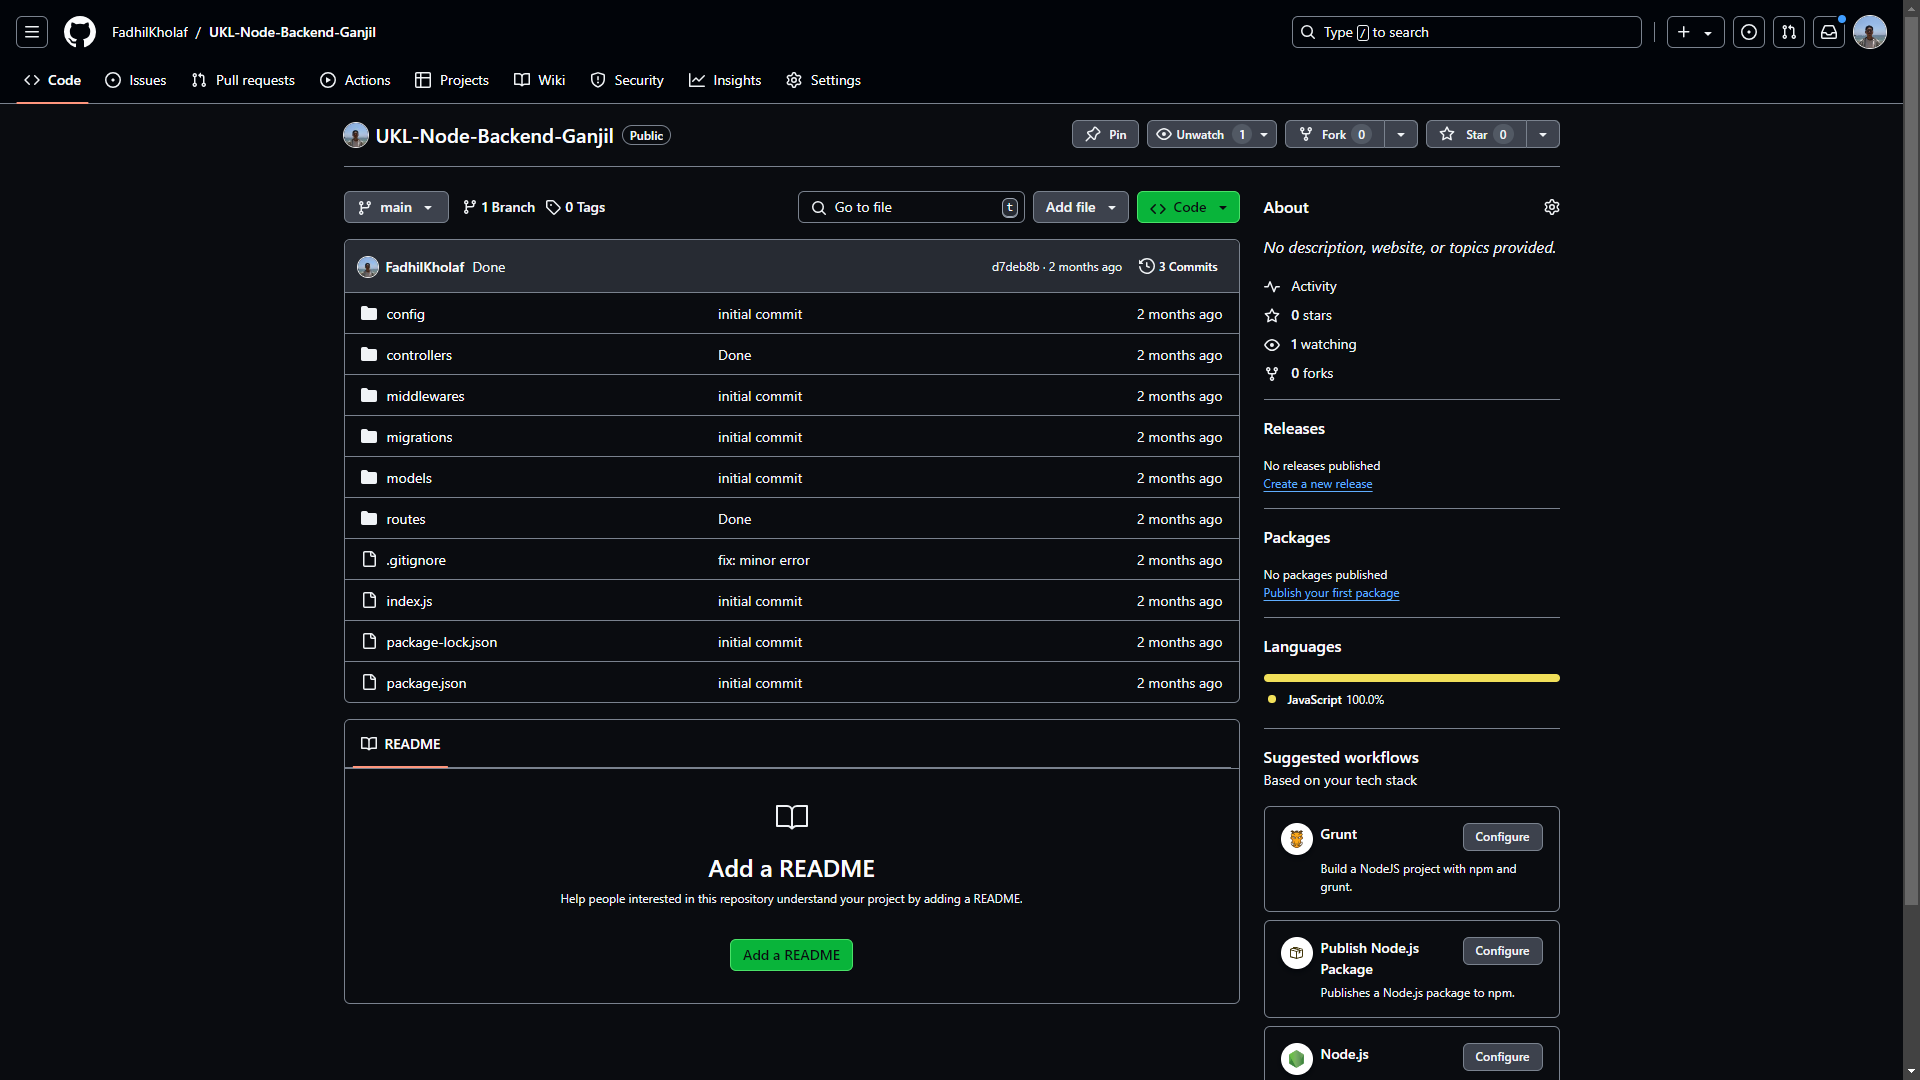 FadhilKholaf / UKL-Node-Backend-Ganjil
Type / to search
Code Issues Pull requests Actions Projects Wiki Security Insights Settings
UKL-Node-Backend-Ganjil Public
Pin Unwatch 1 Fork 0 Star 0
main 1 Branch 0 Tags Go to file t Add file Code
FadhilKholaf Done d7deb8b · 2 months ago 3 Commits
config initial commit 2 months ago
controllers Done 2 months ago
middlewares initial commit 2 months ago
migrations initial commit 2 months ago
models initial commit 2 months ago
routes Done 2 months ago
.gitignore fix: minor error 2 months ago
index.js initial commit 2 months ago
package-lock.json initial commit 2 months ago
package.json initial commit 2 months ago
README
Add a README
Help people interested in this repository understand your project by adding a README.
Add a README
About
No description, website, or topics provided.
Activity
0 stars
1 watching
0 forks
Releases
No releases published
Create a new release
Packages
No packages published
Publish your first package
Languages
JavaScript 100.0%
Suggested workflows
Based on your tech stack
Grunt Configure
Build a NodeJS project with npm and
grunt.
Publish Node.js Configure
Package
Publishes a Node.js package to npm.
Node.js Configure